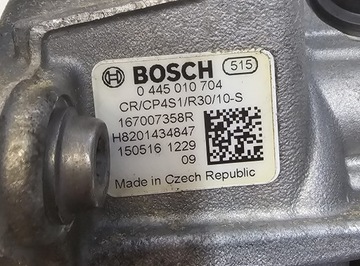 BOSCH 515
0 445 010 704
CR/CP4S1/R30/10-S
167007358R
H8201434847
150516 1229
09
Made in Czech Republic